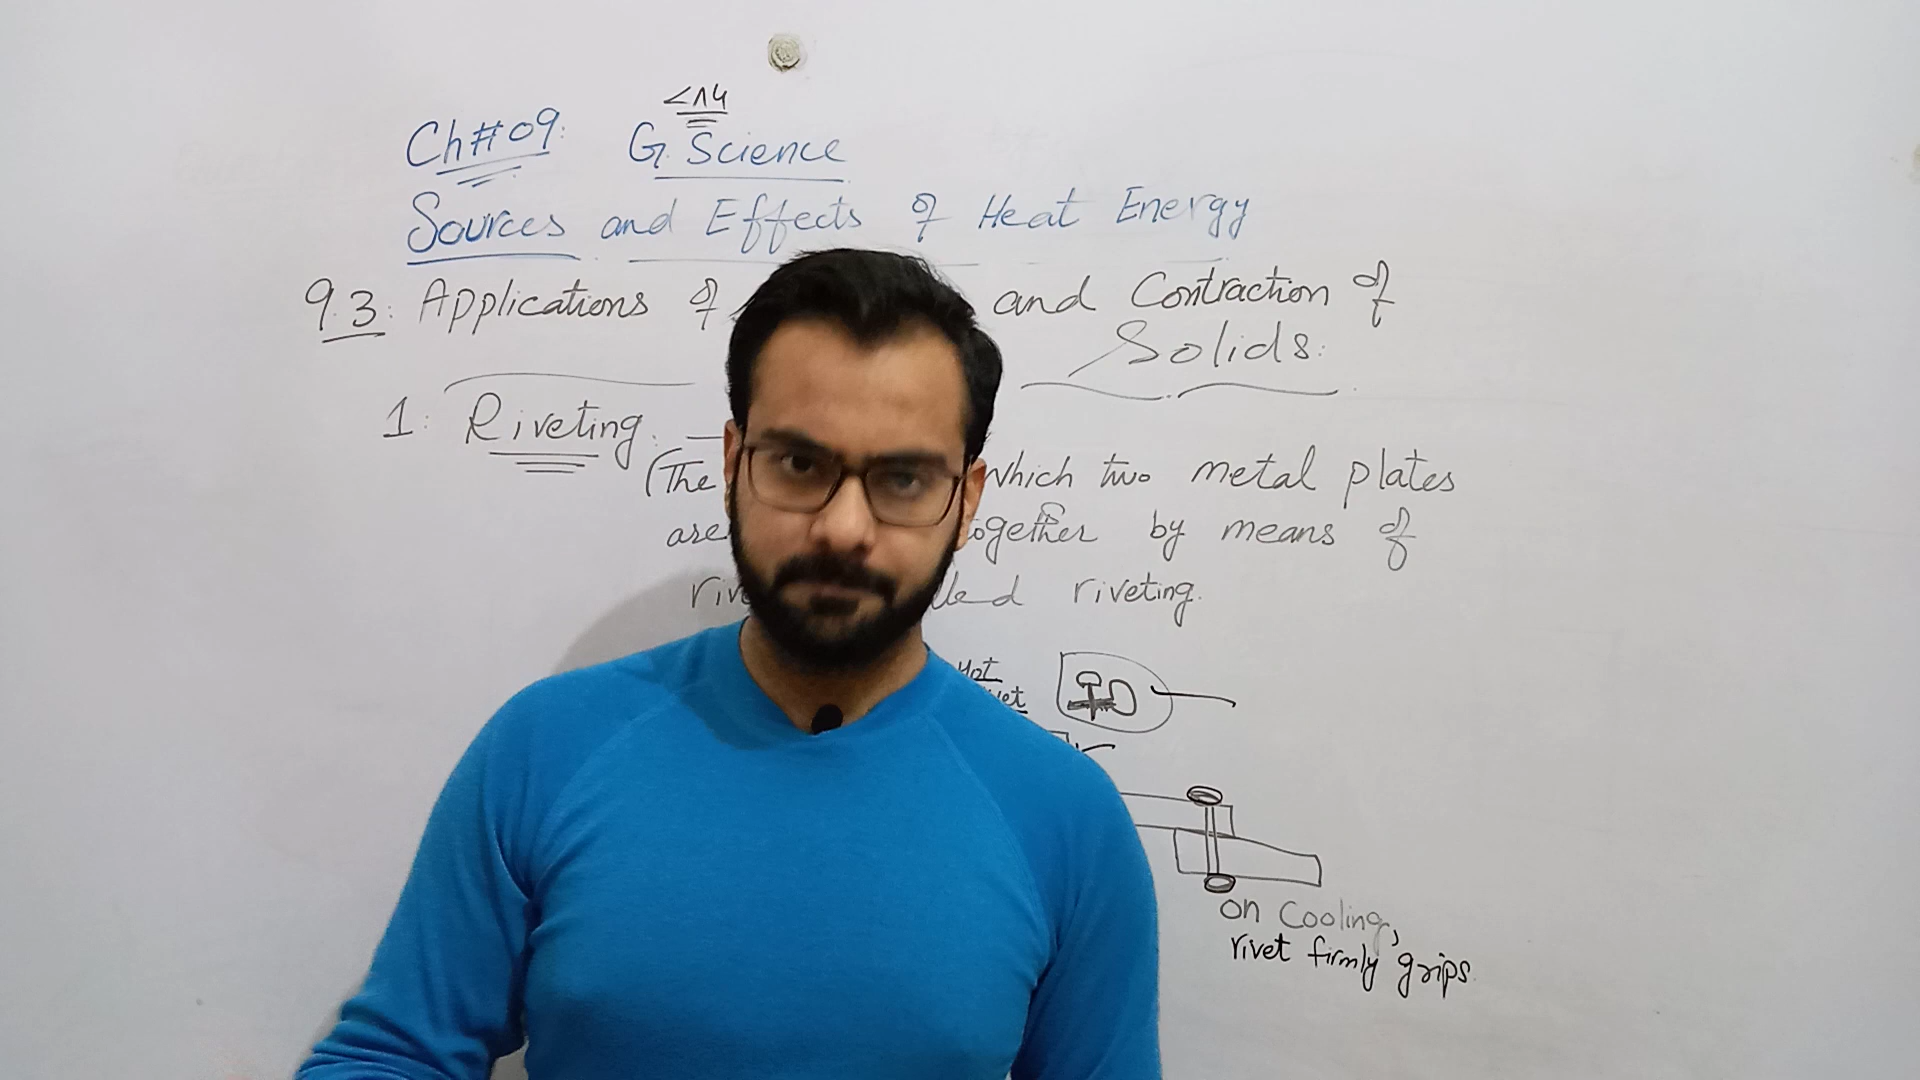 <14
Ch#09: G. Science
Sources and Effects of Heat Energy
9.3: Applications of and Contraction of
Solids:
1: Riveting:
(The which two metal plates
are together by means of
riveting.
Hot
on Cooling,
rivet firmly grips.